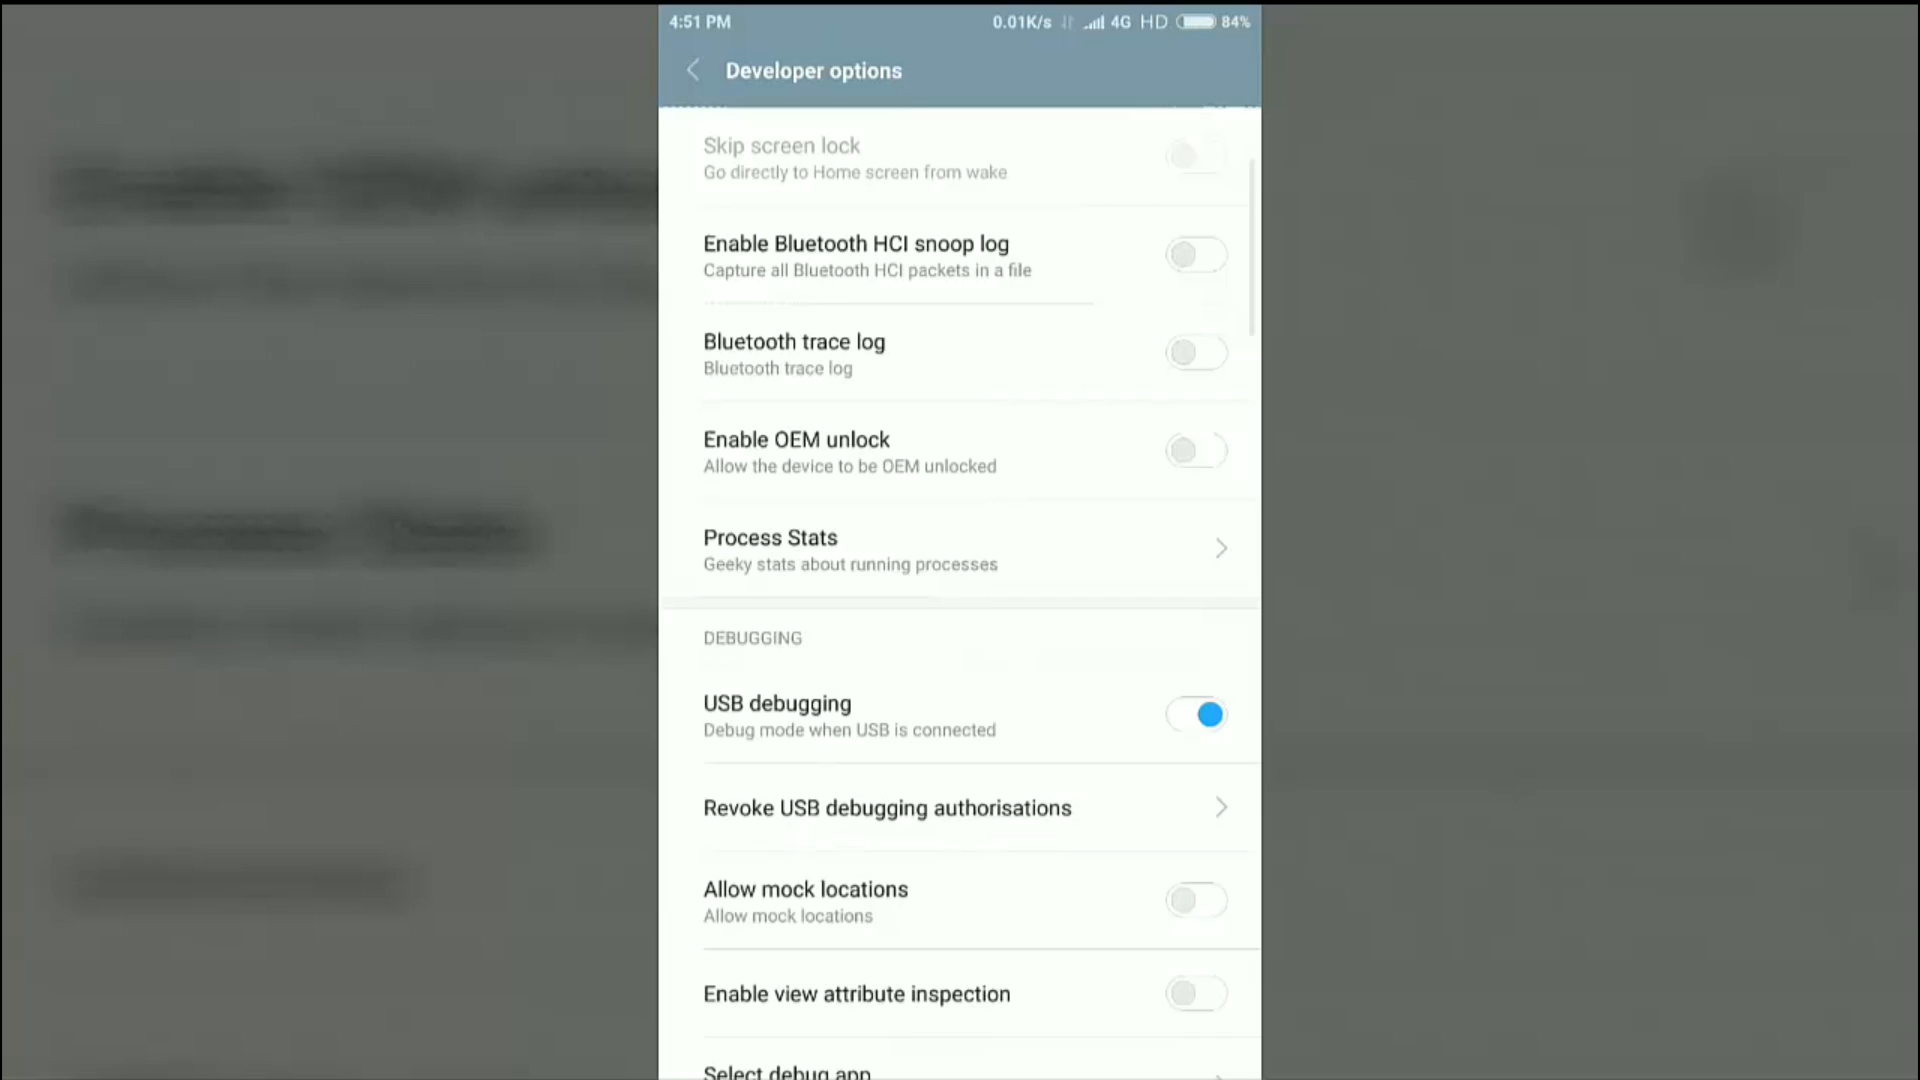 4:51 PM 0.01K/s 4G HD 84%
Developer options
Skip screen lock
Go directly to Home screen from wake
Enable Bluetooth HCI snoop log
Capture all Bluetooth HCI packets in a file
Bluetooth trace log
Bluetooth trace log
Enable OEM unlock
Allow the device to be OEM unlocked
Process Stats
Geeky stats about running processes
DEBUGGING
USB debugging
Debug mode when USB is connected
Revoke USB debugging authorisations
Allow mock locations
Allow mock locations
Enable view attribute inspection
Select debug app